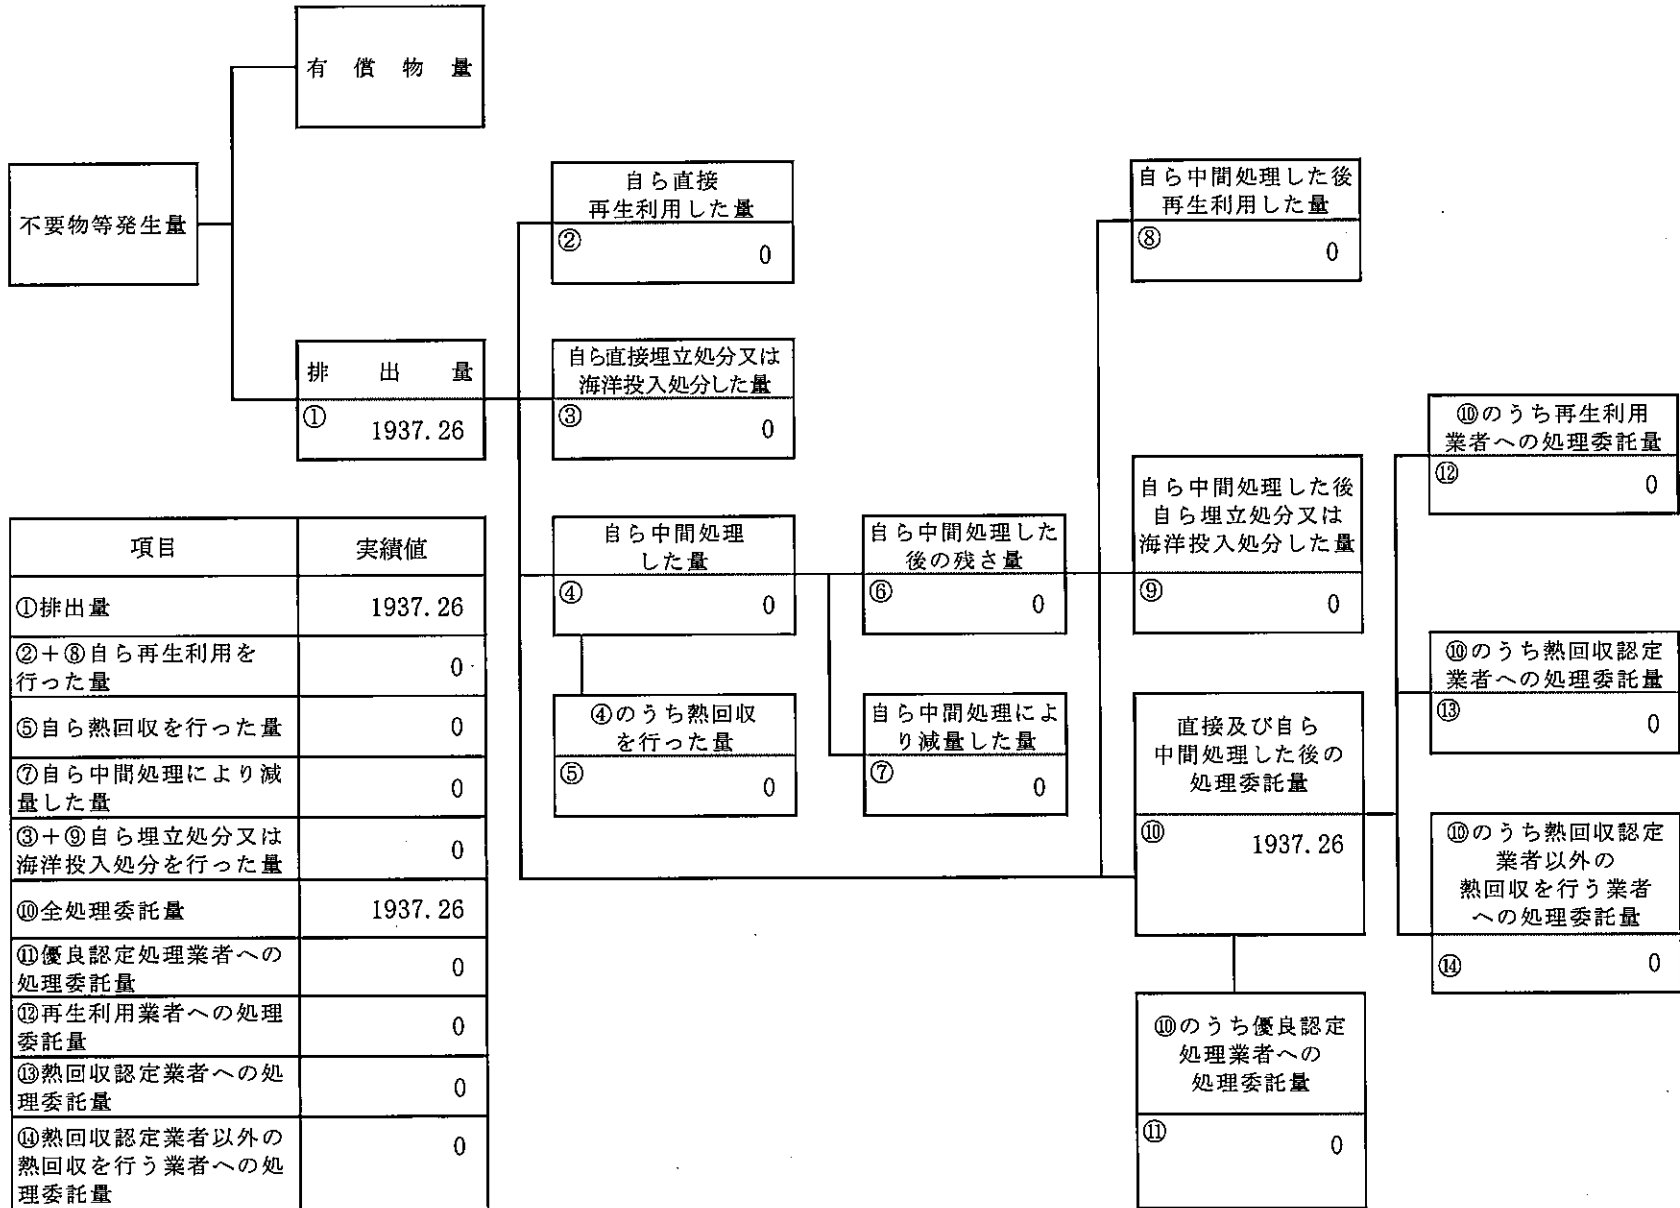 有償物量
不要物等発生量
排出量
① 1937.26
自ら直接
再生利用した量
② 0
自ら直接埋立処分又は
海洋投入処分した量
③ 0
自ら中間処理
した量
④ 0
④のうち熱回収
を行った量
⑤ 0
自ら中間処理した
後の残さ量
⑥ 0
自ら中間処理によ
り減量した量
⑦ 0
自ら中間処理した後
再生利用した量
⑧ 0
自ら中間処理した後
自ら埋立処分又は
海洋投入処分した量
⑨ 0
直接及び自ら
中間処理した後の
処理委託量
⑩ 1937.26
⑩のうち優良認定
処理業者への
処理委託量
⑪ 0
⑩のうち再生利用
業者への処理委託量
⑫ 0
⑩のうち熱回収認定
業者への処理委託量
⑬ 0
⑩のうち熱回収認定
業者以外の
熱回収を行う業者
への処理委託量
⑭ 0
項目 実績値
①排出量 1937.26
②+⑧自ら再生利用を
行った量 0
⑤自ら熱回収を行った量 0
⑦自ら中間処理により減
量した量 0
③+⑨自ら埋立処分又は
海洋投入処分を行った量 0
⑩全処理委託量 1937.26
⑪優良認定処理業者への
処理委託量 0
⑫再生利用業者への処理
委託量 0
⑬熱回収認定業者への処
理委託量 0
⑭熱回収認定業者以外の
熱回収を行う業者への処
理委託量 0